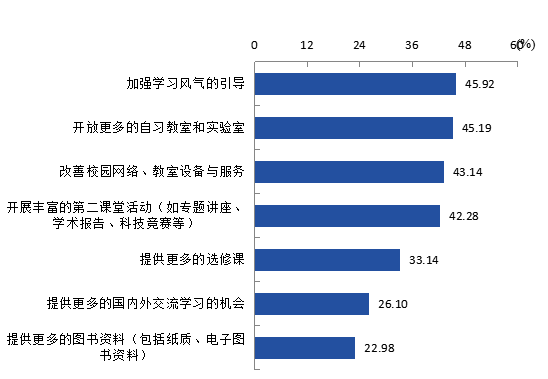 0 12 24 36 48 60 (%)
加强学习风气的引导 45.92
开放更多的自习教室和实验室 45.19
改善校园网络、教室设备与服务 43.14
开展丰富的第二课堂活动（如专题讲座、
学术报告、科技竞赛等） 42.28
提供更多的选修课 33.14
提供更多的国内外交流学习的机会 26.10
提供更多的图书资料（包括纸质、电子图
书资料） 22.98